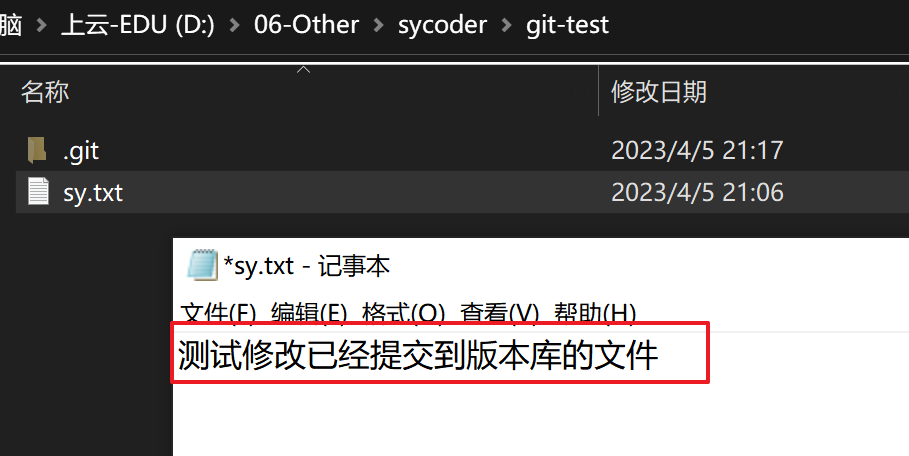 脑 > 上云-EDU (D:) > 06-Other > sycoder > git-test
名称 修改日期
.git 2023/4/5 21:17
sy.txt 2023/4/5 21:06
*sy.txt - 记事本
文件(F) 编辑(E) 格式(O) 查看(V) 帮助(H)
测试修改已经提交到版本库的文件